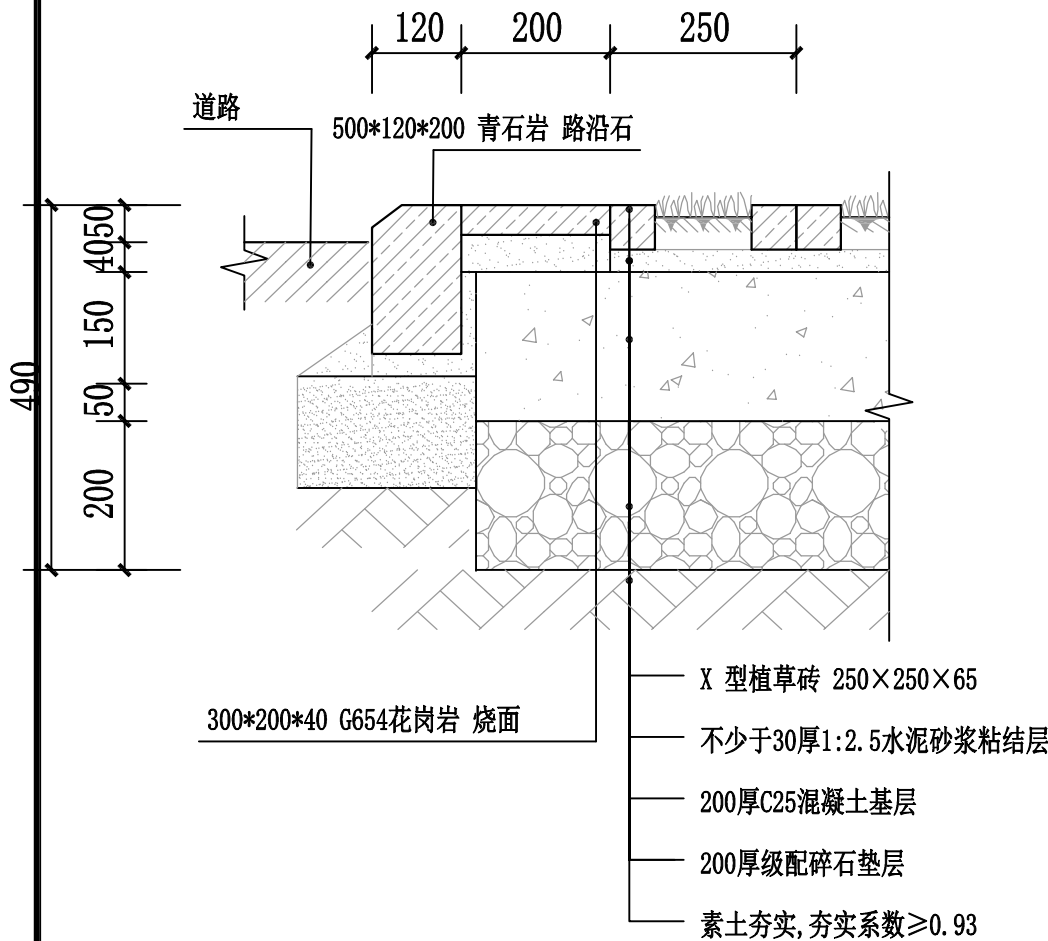 120
200
250
道路
500*120*200 青石岩 路沿石
50
40
150
50
200
490
300*200*40 G654花岗岩 烧面
X 型植草砖 250×250×65
不少于30厚1:2.5水泥砂浆粘结层
200厚C25混凝土基层
200厚级配碎石垫层
素土夯实,夯实系数≥0.93